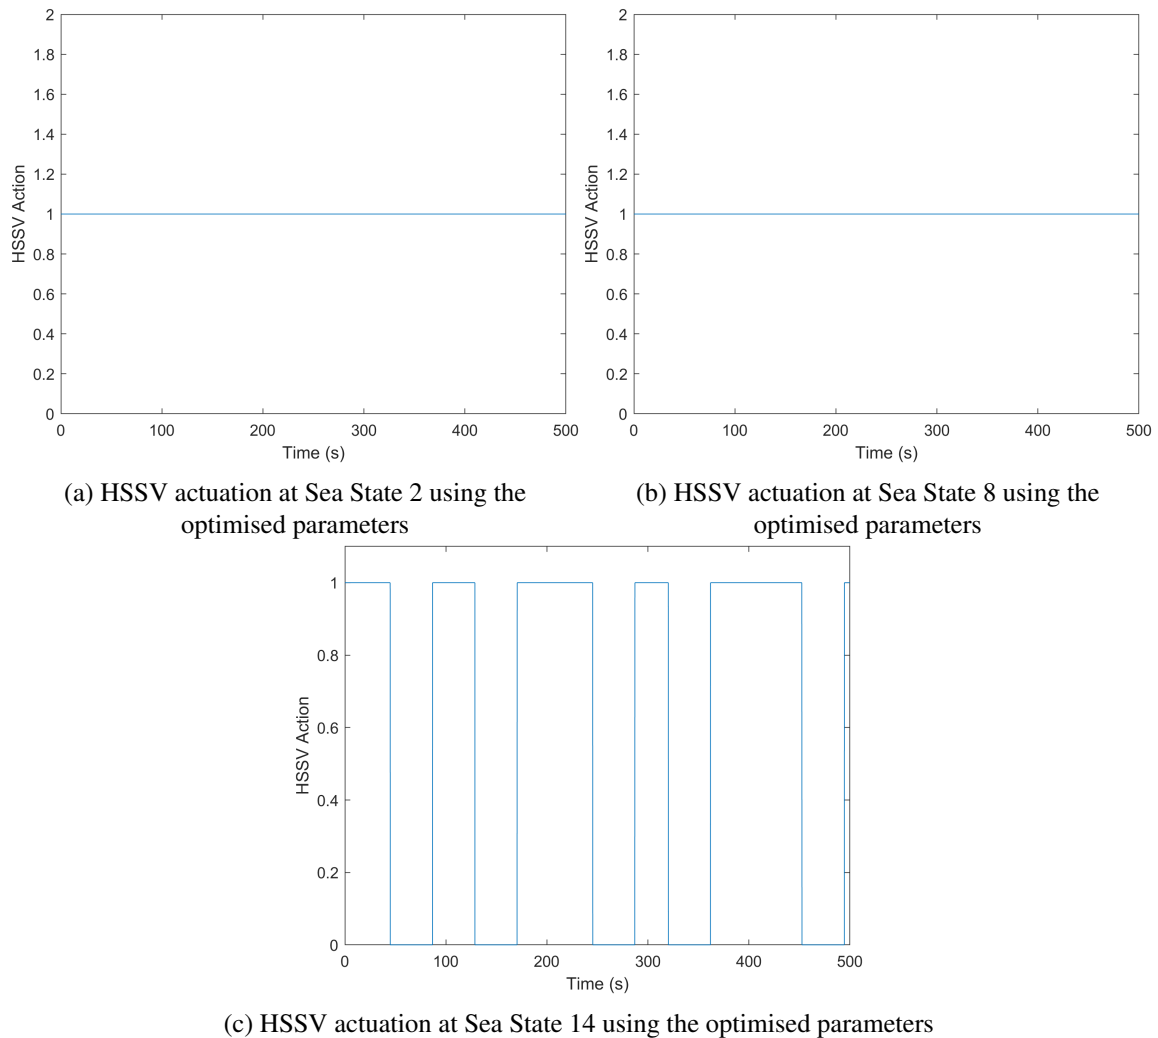 2
1.8
1.6
1.4
1.2
1
0.8
0.6
0.4
0.2
0
HSSV Action
0 100 200 300 400 500
Time (s)
(a) HSSV actuation at Sea State 2 using the
optimised parameters
2
1.8
1.6
1.4
1.2
1
0.8
0.6
0.4
0.2
0
HSSV Action
0 100 200 300 400 500
Time (s)
(b) HSSV actuation at Sea State 8 using the
optimised parameters
1
0.8
0.6
0.4
0.2
0
HSSV Action
0 100 200 300 400 500
Time (s)
(c) HSSV actuation at Sea State 14 using the optimised parameters